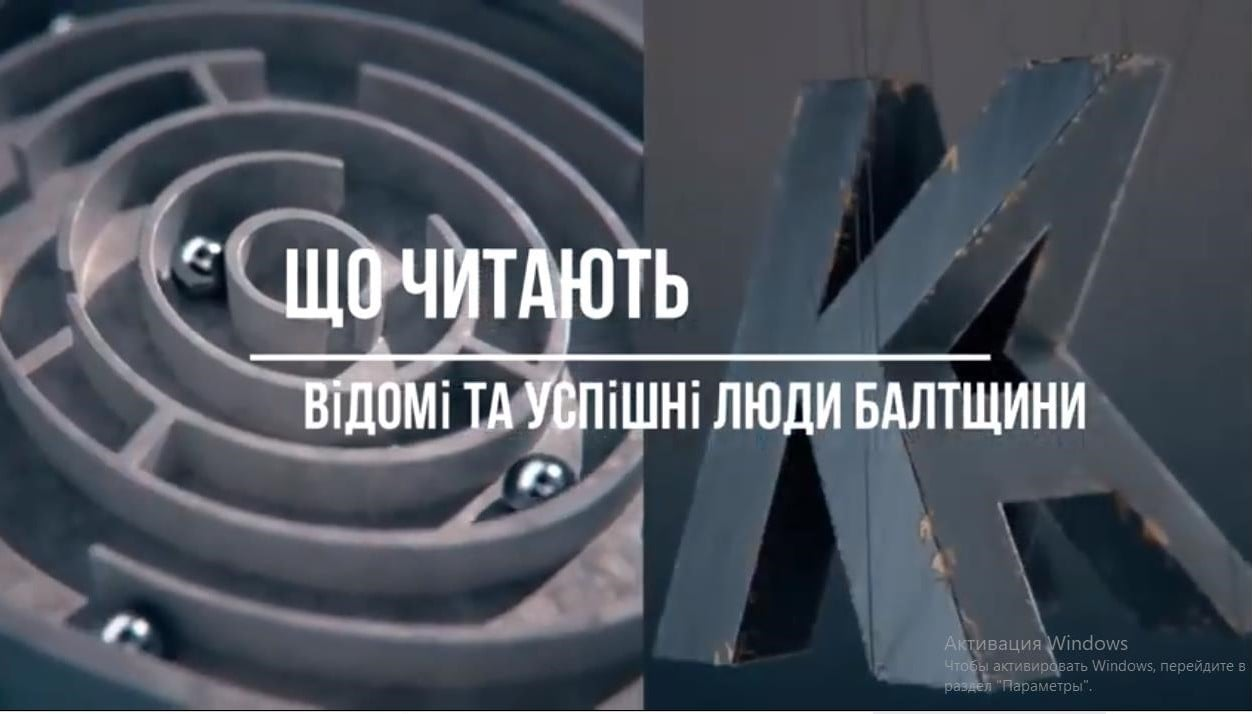 ЩО ЧИТАЮТЬ
ВіДОМі ТА УСПіШНі ЛЮДИ БАЛТЩИНИ
Активация Windows
Чтобы активировать Windows, перейдите в
раздел "Параметры".